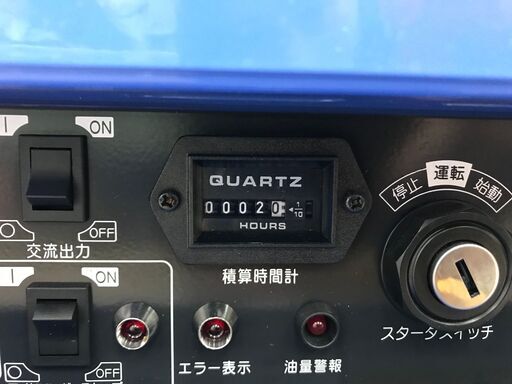 ON
OFF
交流出力
ON
OFF
QUARTZ
00002
1/10
HOURS
積算時間計
エラー表示
油量警報
停止
運転
始動
スタータスイッチ